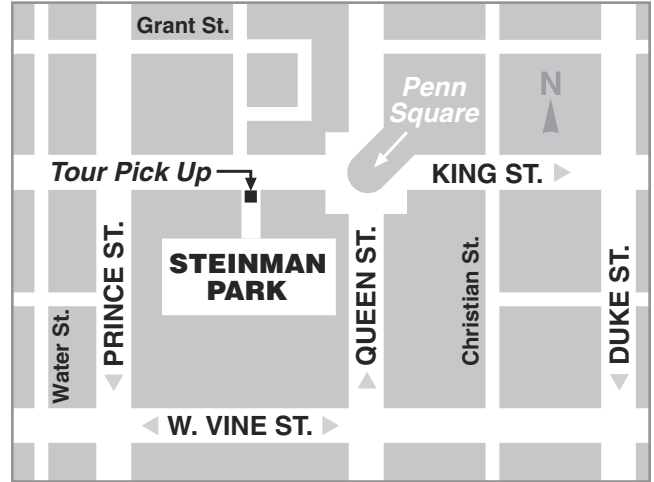 Grant St.
Penn
Square
N
Tour Pick Up
KING ST.
STEINMAN
PARK
PRINCE ST.
QUEEN ST.
Christian St.
DUKE ST.
Water St.
W. VINE ST.